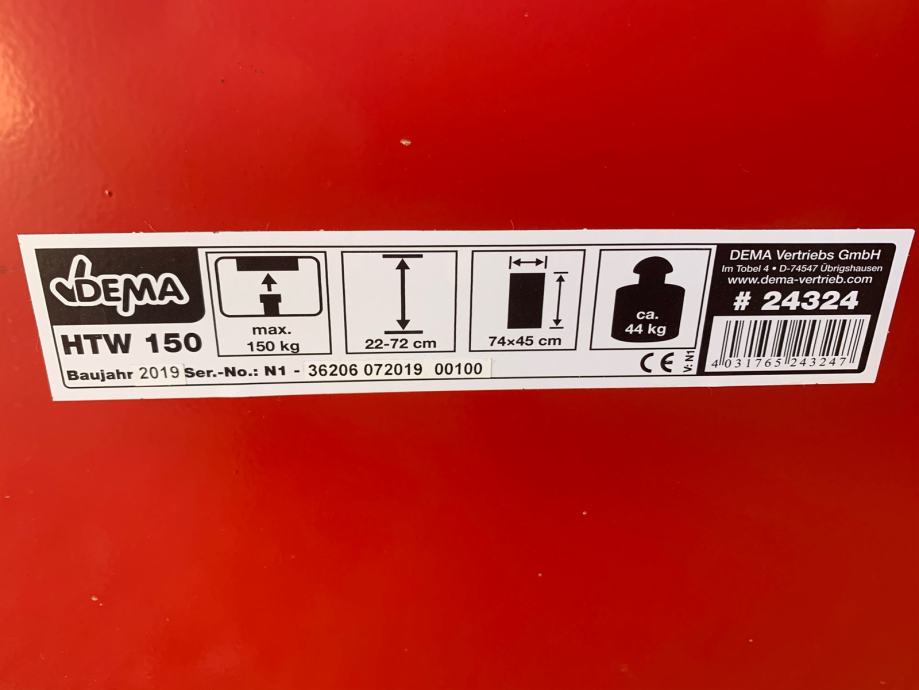 DEMA
HTW 150
max.
150 kg
22-72 cm
74x45 cm
ca.
44 kg
DEMA Vertriebs GmbH
Im Tobel 4 • D-74547 Übrigshausen
www.dema-vertrieb.com
# 24324
4 031765 243247
Baujahr 2019 Ser.-No.: N1 - 36206 072019 00100
CE
V: N1